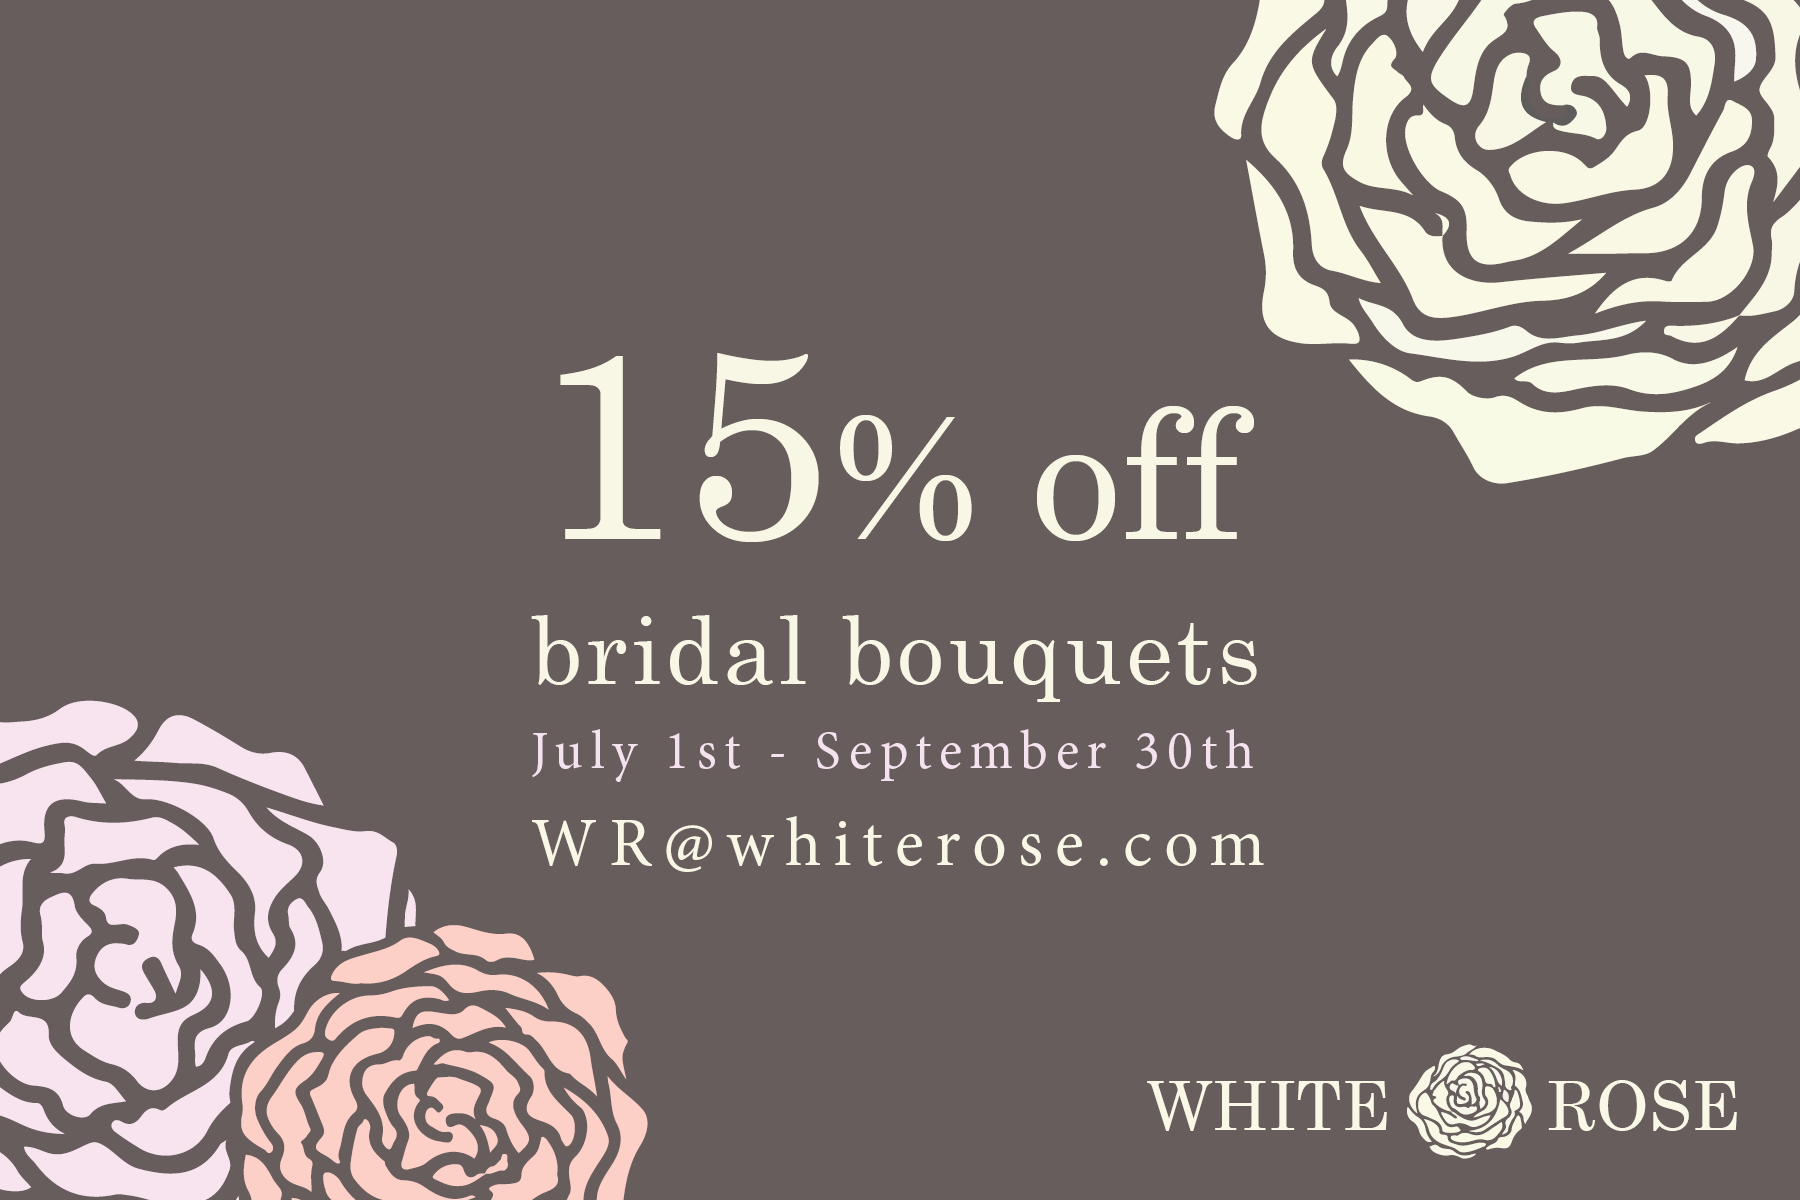 15% off
bridal bouquets
July 1st - September 30th
WR@whiterose.com
WHITE ROSE